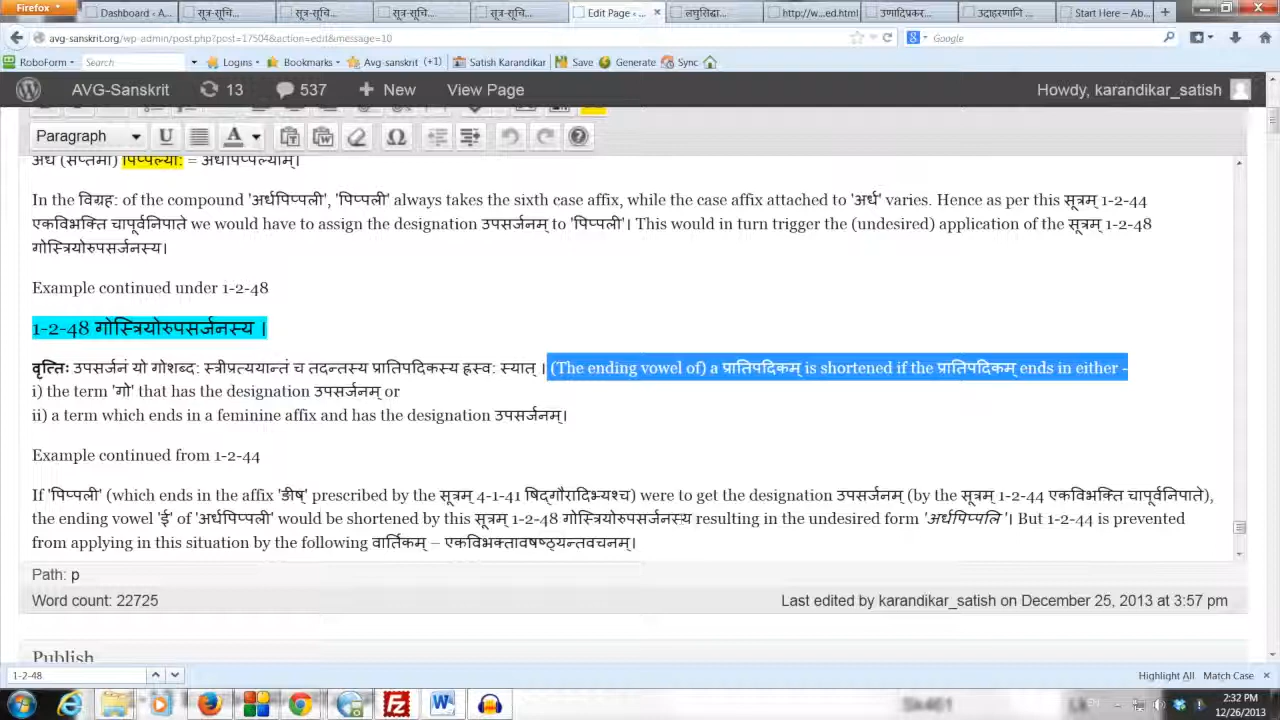 Firefox
Dashboard - A...
सूत्र-सूचि...
सूत्र-सूचि...
सूत्र-सूचि...
सूत्र-सूचि...
Edit Page - ...
लघुसिद्धा...
http://w...ed.html
उणादिप्रकर...
उदाहरणानि ...
Start Here – Ab...
avg-sanskrit.org/wp-admin/post.php?post=17504&action=edit&message=10
Google
RoboForm Search Logins Bookmarks Avg-sanskrit (+1) Satish Karandikar Save Generate Sync
AVG-Sanskrit 13 537 New View Page Howdy, karandikar_satish
Paragraph
अर्ध (सप्तमी) पिप्पल्या: = अर्धपिप्पल्याम्।
In the विग्रह: of the compound 'अर्धपिप्पली', 'पिप्पली' always takes the sixth case affix, while the case affix attached to 'अर्ध' varies. Hence as per this सूत्रम् 1-2-44
एकविभक्ति चापूर्वनिपाते we would have to assign the designation उपसर्जनम् to 'पिप्पली'। This would in turn trigger the (undesired) application of the सूत्रम् 1-2-48
गोस्त्रियोरुपसर्जनस्य।
Example continued under 1-2-48
1-2-48 गोस्त्रियोरुपसर्जनस्य ।
वृत्तिः उपसर्जनं यो गोशब्द: स्त्रीप्रत्ययान्तं च तदन्तस्य प्रातिपदिकस्य ह्रस्व: स्यात् । (The ending vowel of) a प्रातिपदिकम् is shortened if the प्रातिपदिकम् ends in either -
i) the term 'गो' that has the designation उपसर्जनम् or
ii) a term which ends in a feminine affix and has the designation उपसर्जनम्।
Example continued from 1-2-44
If 'पिप्पली' (which ends in the affix 'ङीष्' prescribed by the सूत्रम् 4-1-41 षिद्गौरादिभ्यश्च) were to get the designation उपसर्जनम् (by the सूत्रम् 1-2-44 एकविभक्ति चापूर्वनिपाते),
the ending vowel 'ई' of 'अर्धपिप्पली' would be shortened by this सूत्रम् 1-2-48 गोस्त्रियोरुपसर्जनस्य resulting in the undesired form 'अर्धपिप्पलि '। But 1-2-44 is prevented
from applying in this situation by the following वार्तिकम् – एकविभक्तावषष्ठ्यन्तवचनम्।
Path: p
Word count: 22725 Last edited by karandikar_satish on December 25, 2013 at 3:57 pm
Publish
1-2-48 Highlight All Match Case
2:32 PM
12/26/2013